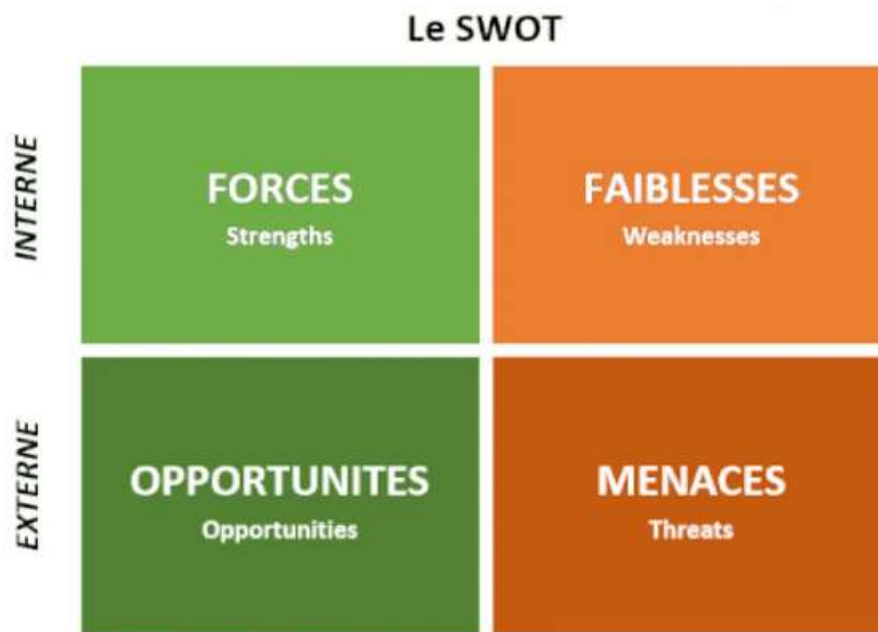 Le SWOT
INTERNE
FORCES
Strengths
FAIBLESSES
Weaknesses
EXTERNE
OPPORTUNITES
Opportunities
MENACES
Threats